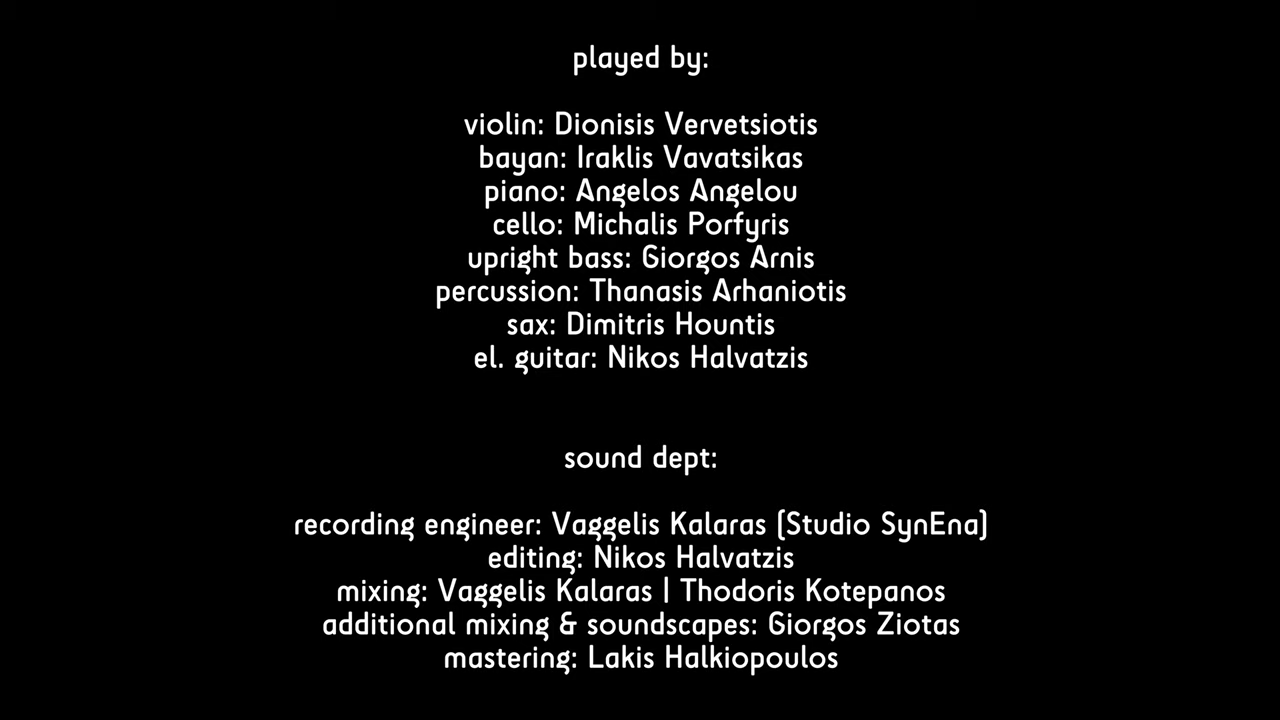 played by:
violin: Dionisis Vervetsiotis
bayan: Iraklis Vavatsikas
piano: Angelos Angelou
cello: Michalis Porfyris
upright bass: Giorgos Arnis
percussion: Thanasis Arhaniotis
sax: Dimitris Hountis
el. guitar: Nikos Halvatzis
sound dept:
recording engineer: Vaggelis Kalaras (Studio SynEna)
editing: Nikos Halvatzis
mixing: Vaggelis Kalaras | Thodoris Kotepanos
additional mixing & soundscapes: Giorgos Ziotas
mastering: Lakis Halkiopoulos